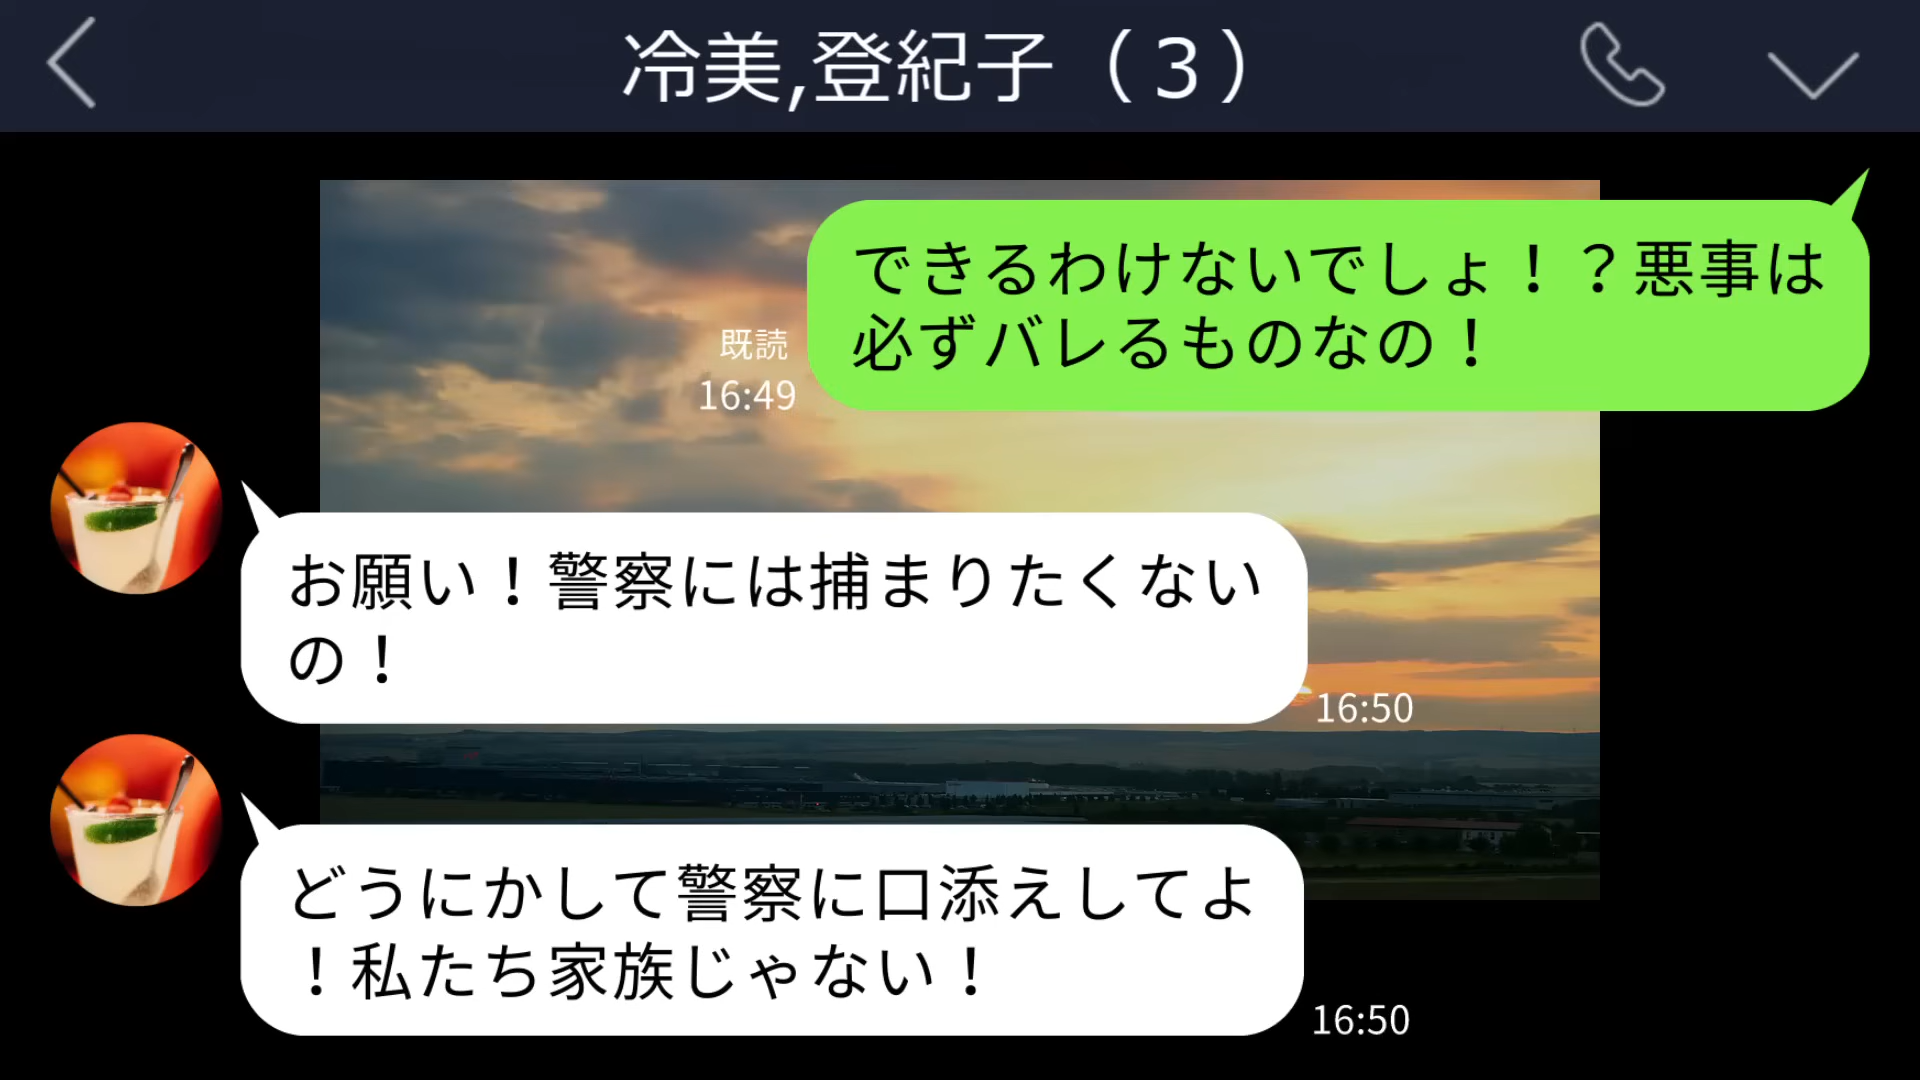 冷美,登紀子（３）
できるわけないでしょ！？悪事は
必ずバレるものなの！
既読
16:49
お願い！警察には捕まりたくない
の！
16:50
どうにかして警察に口添えしてよ
！私たち家族じゃない！
16:50